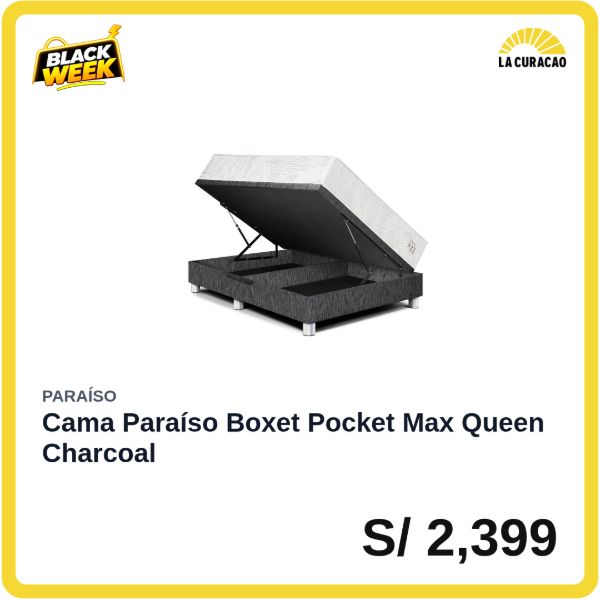 BLACK
WEEK
LA CURACAO
PARAÍSO
Cama Paraíso Boxet Pocket Max Queen
Charcoal
S/ 2,399